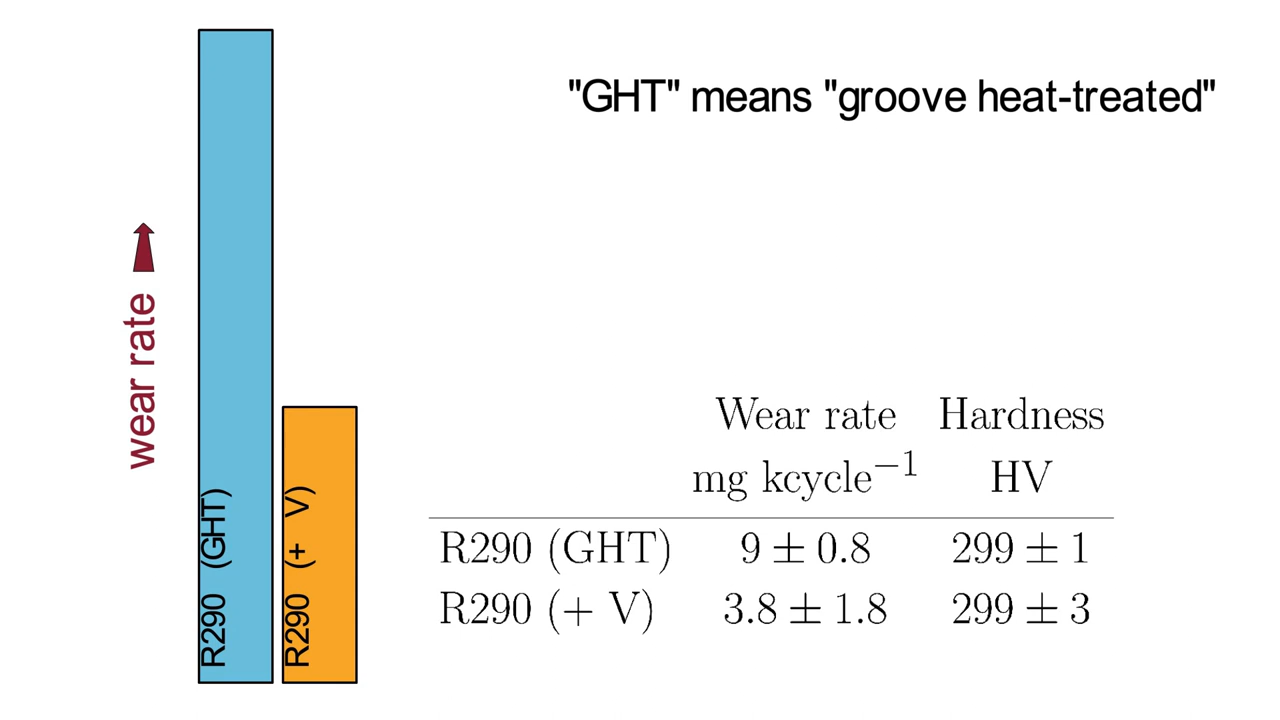 "GHT" means "groove heat-treated"
wear rate
R290 (GHT)
R290 (+ V)
Wear rate Hardness
mg kcycle⁻¹ HV
R290 (GHT) 9 ± 0.8 299 ± 1
R290 (+ V) 3.8 ± 1.8 299 ± 3